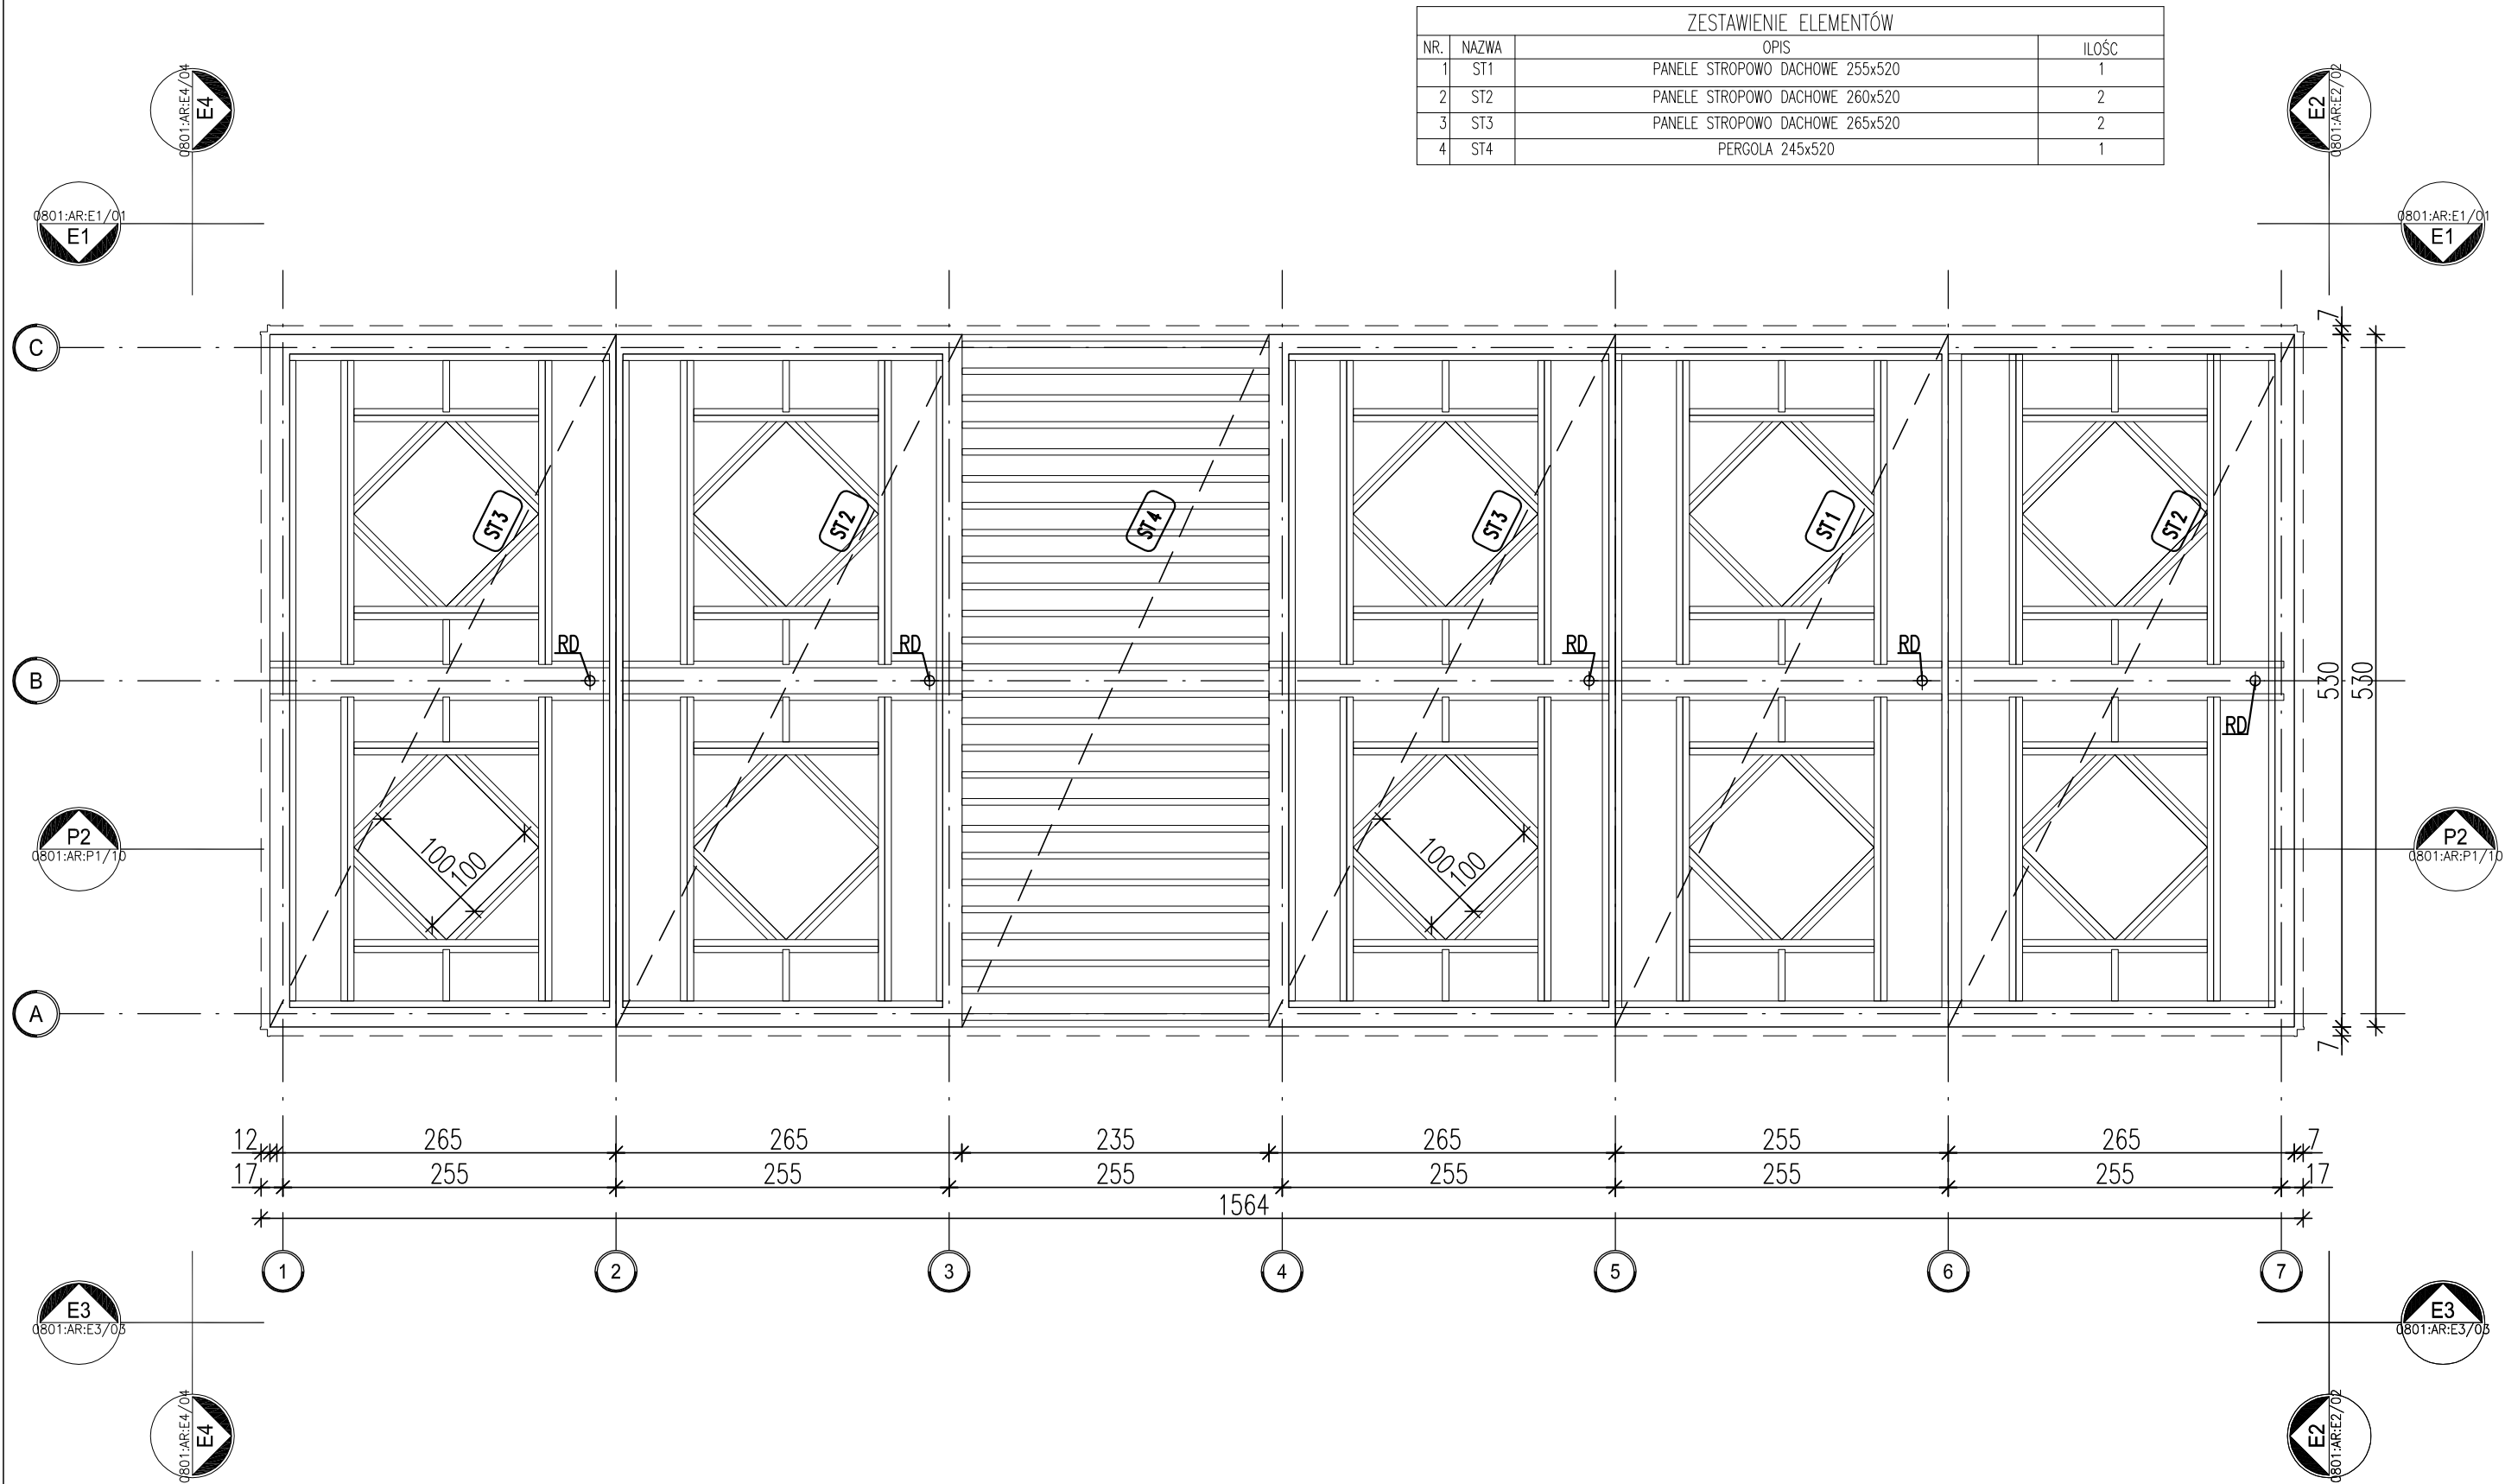 ZESTAWIENIE ELEMENTÓW
NR. NAZWA OPIS ILOŚC
1 ST1 PANELE STROPOWO DACHOWE 255x520 1
2 ST2 PANELE STROPOWO DACHOWE 260x520 2
3 ST3 PANELE STROPOWO DACHOWE 265x520 2
4 ST4 PERGOLA 245x520 1
0801:AR:E4/04
E4
E2
0801:AR:E2/02
0801:AR:E1/01
E1
0801:AR:E1/01
E1
C
7
ST3
ST2
ST4
ST3
ST1
ST2
RD
RD
RD
RD
RD
B
530
530
P2
0801:AR:P1/10
100
100
100
100
P2
0801:AR:P1/10
A
7
12 265 265 235 265 255 265 7
17 255 255 255 255 255 255 17
1564
1 2 3 4 5 6 7
E3
0801:AR:E3/03
E3
0801:AR:E3/03
0801:AR:E4/04
E4
E2
0801:AR:E2/02